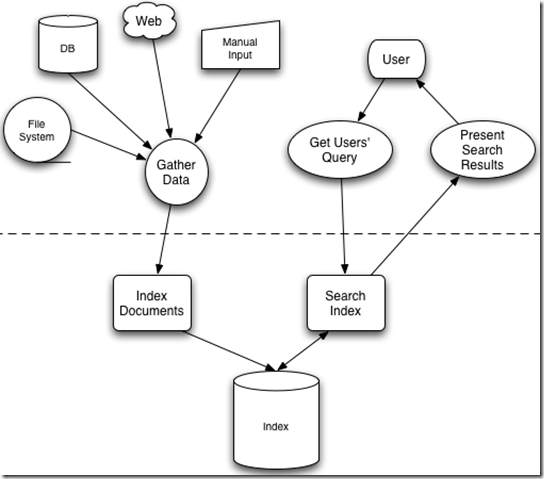 DB
Web
Manual
Input
File
System
Gather
Data
User
Get Users'
Query
Present
Search
Results
Index
Documents
Search
Index
Index